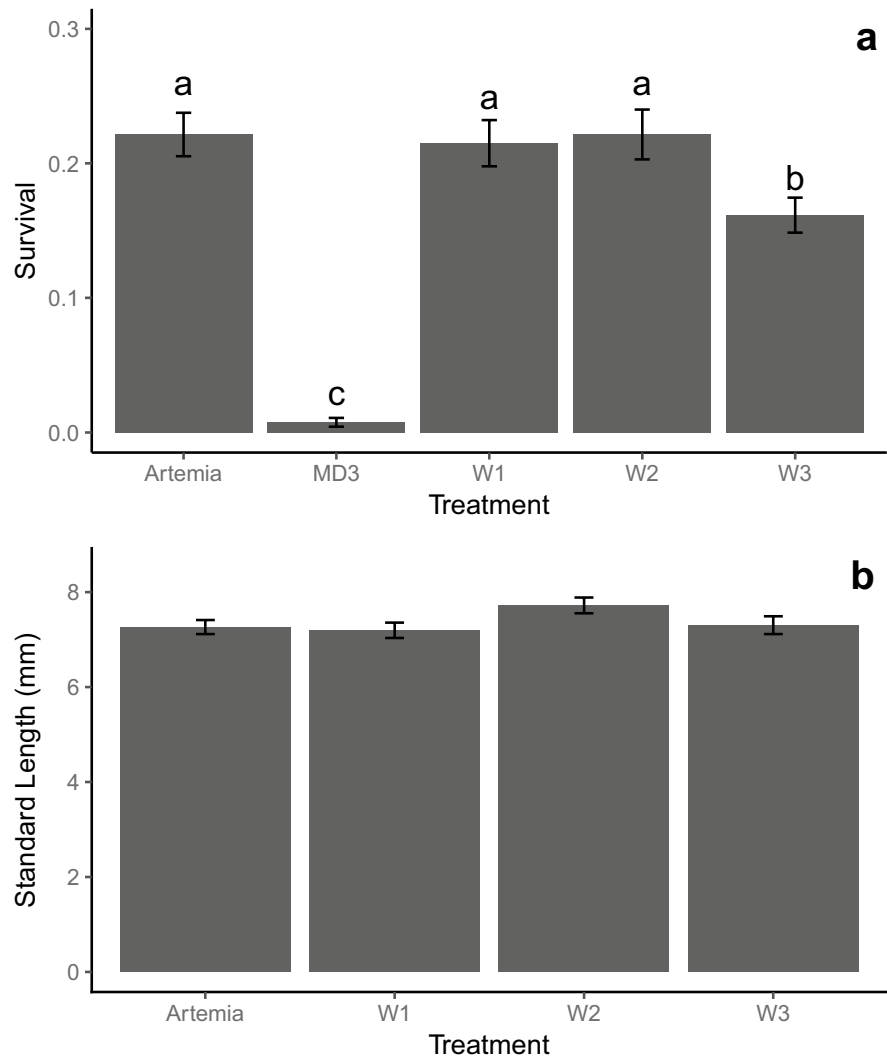 a
0.3
0.2
0.1
0.0
Survival
a
c
a
a
b
Artemia MD3 W1 W2 W3
Treatment
b
8
6
4
2
0
Standard Length (mm)
Artemia W1 W2 W3
Treatment